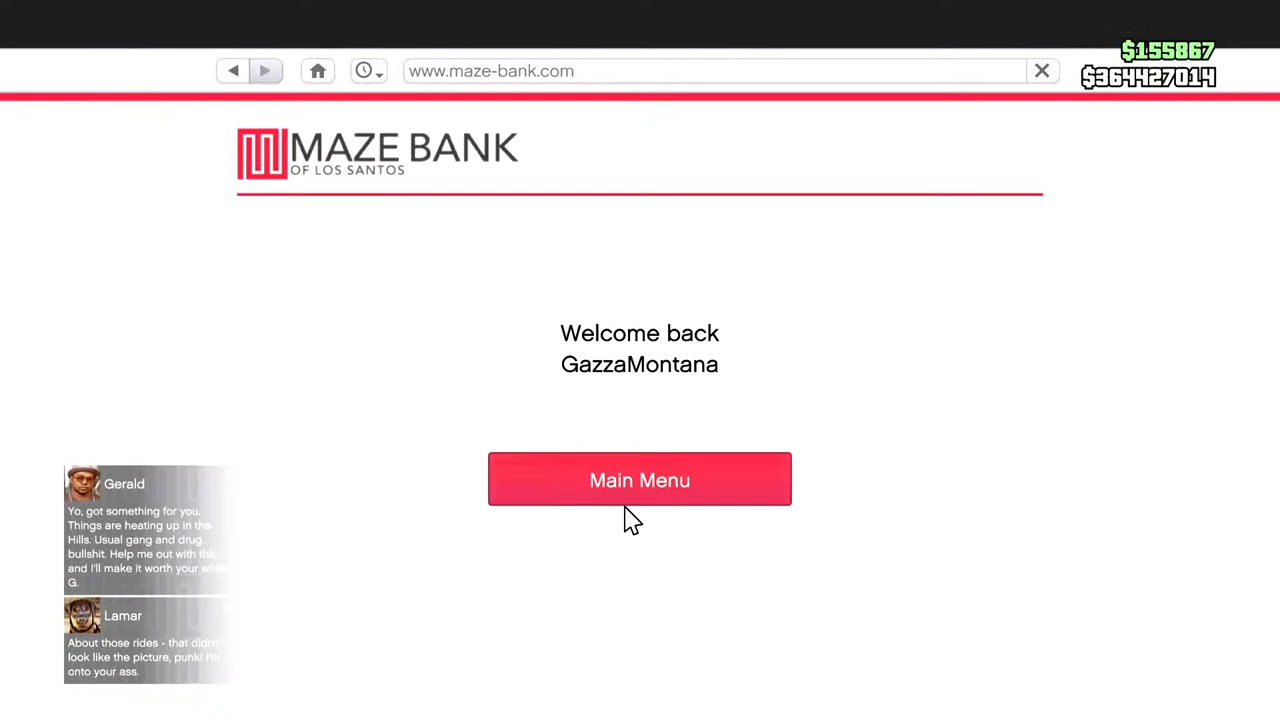 $155867
$364427014
www.maze-bank.com
MAZE BANK
OF LOS SANTOS
Welcome back
GazzaMontana
Main Menu
Gerald
Yo, got something for you.
Things are heating up in the
Hills. Usual gang and drug
bullshit. Help me out with this
and I'll make it worth your while
G.
Lamar
About those rides - that didn't
look like the picture, punk! I'm
onto your ass.